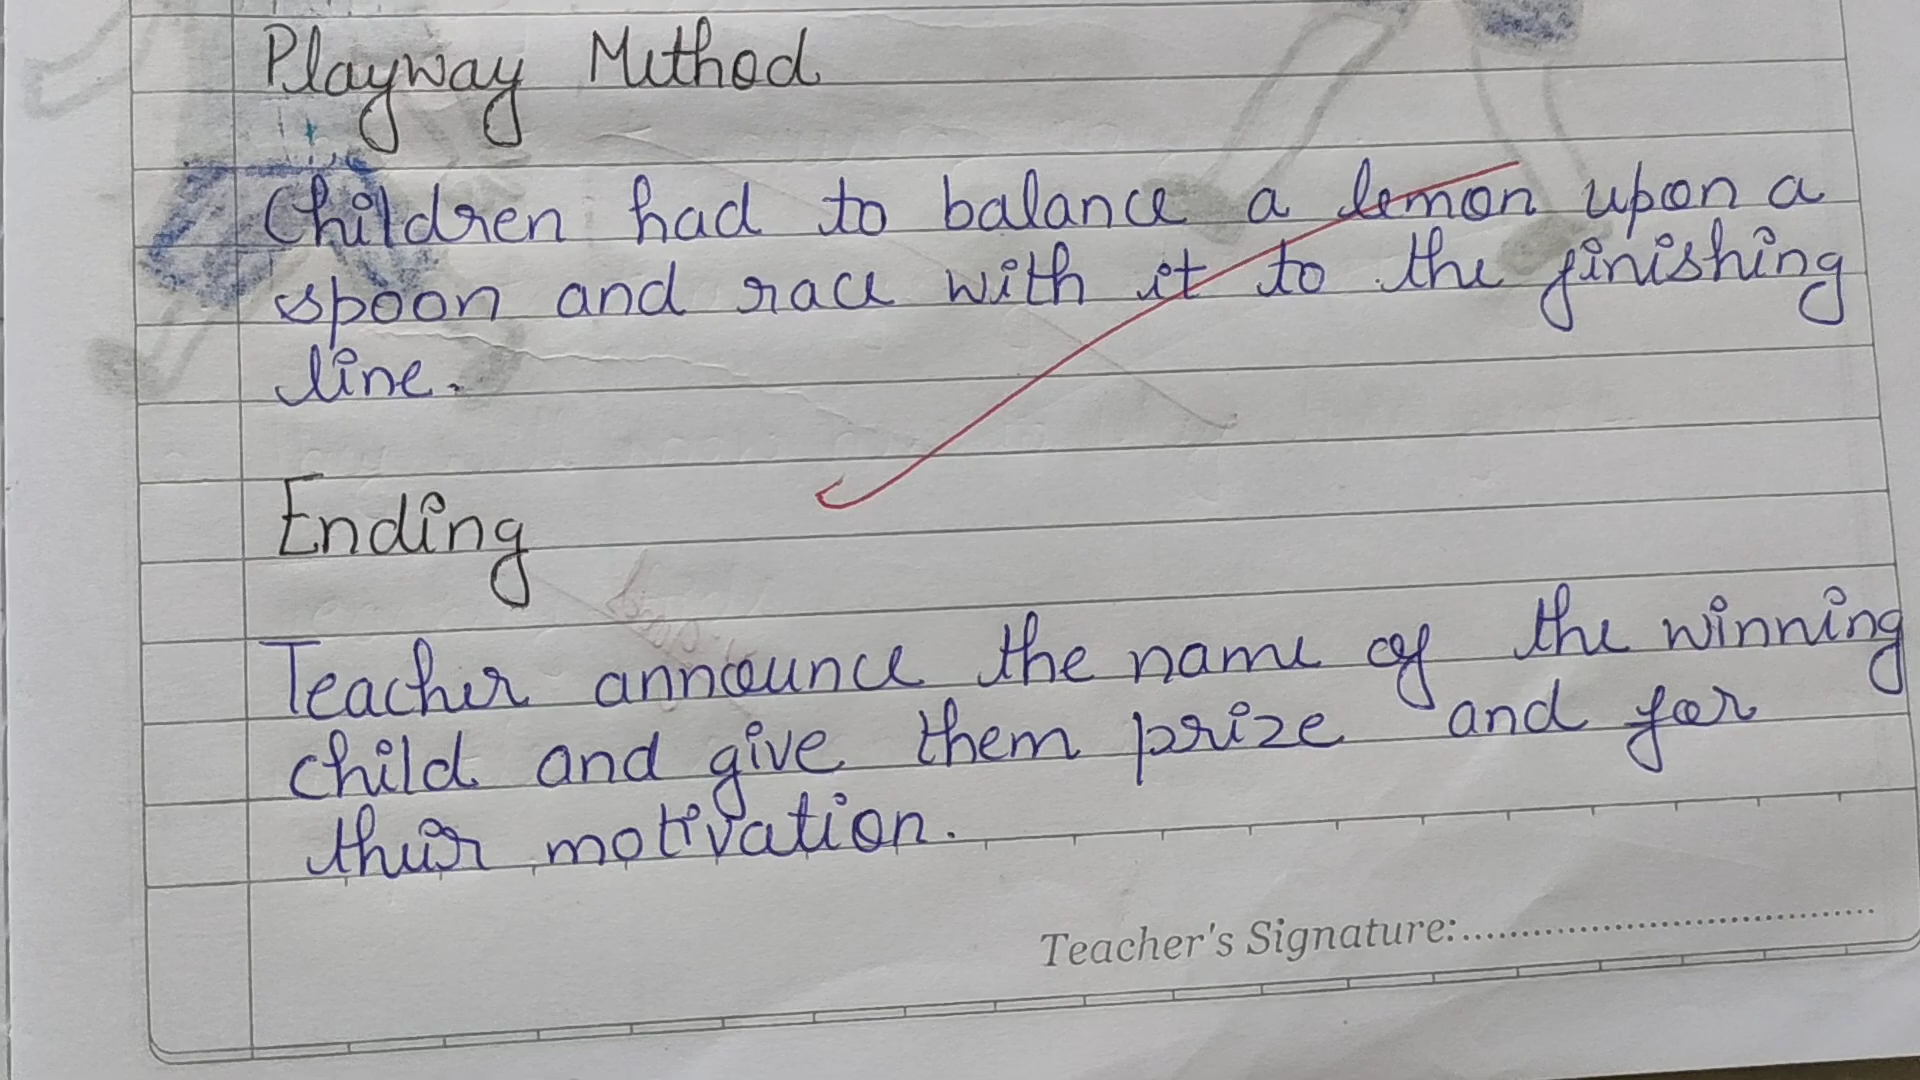 Playway Method
Children had to balance a lemon upon a
spoon and race with it to the finishing
line.
Ending
Teacher announce the name of the winning
child and give them prize and for
their motivation.
Teacher's Signature: